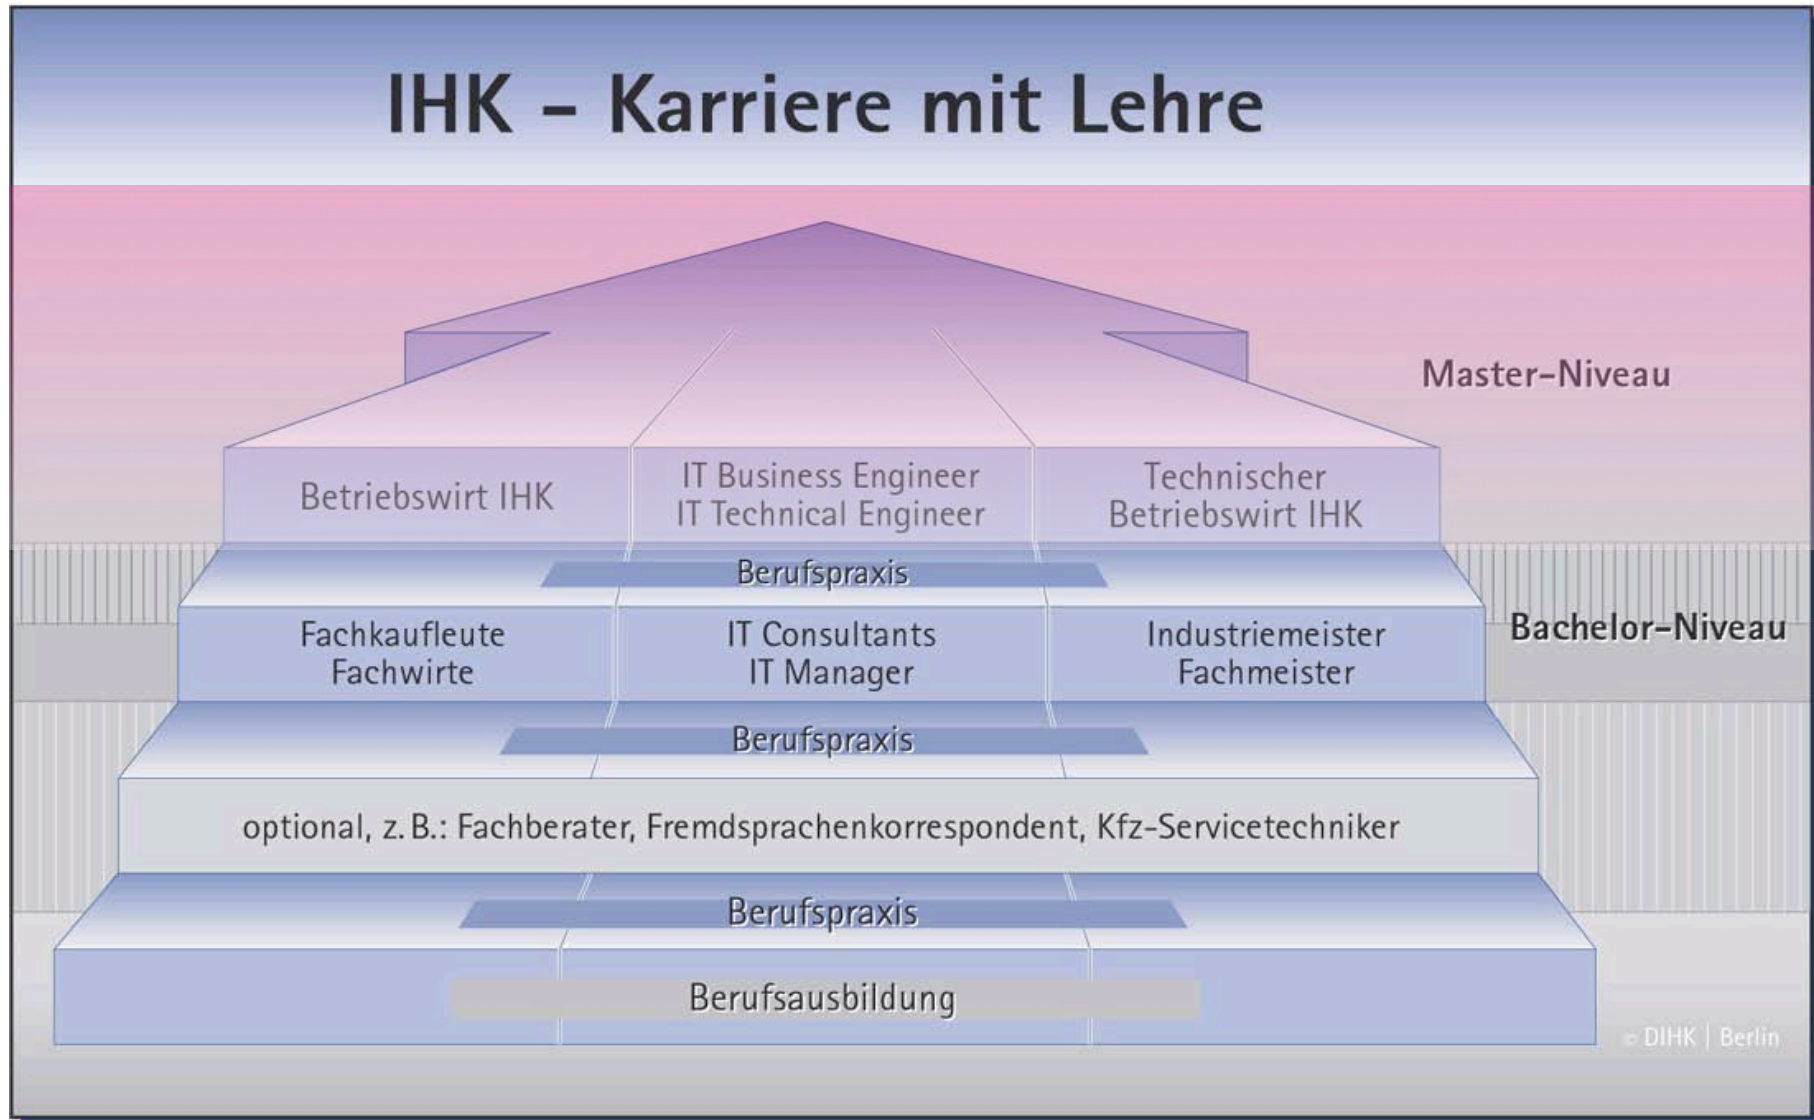 IHK - Karriere mit Lehre
Master-Niveau
Betriebswirt IHK
IT Business Engineer
IT Technical Engineer
Technischer
Betriebswirt IHK
Berufspraxis
Fachkaufleute
Fachwirte
IT Consultants
IT Manager
Industriemeister
Fachmeister
Bachelor-Niveau
Berufspraxis
optional, z. B.: Fachberater, Fremdsprachenkorrespondent, Kfz-Servicetechniker
Berufspraxis
Berufsausbildung
© DIHK | Berlin